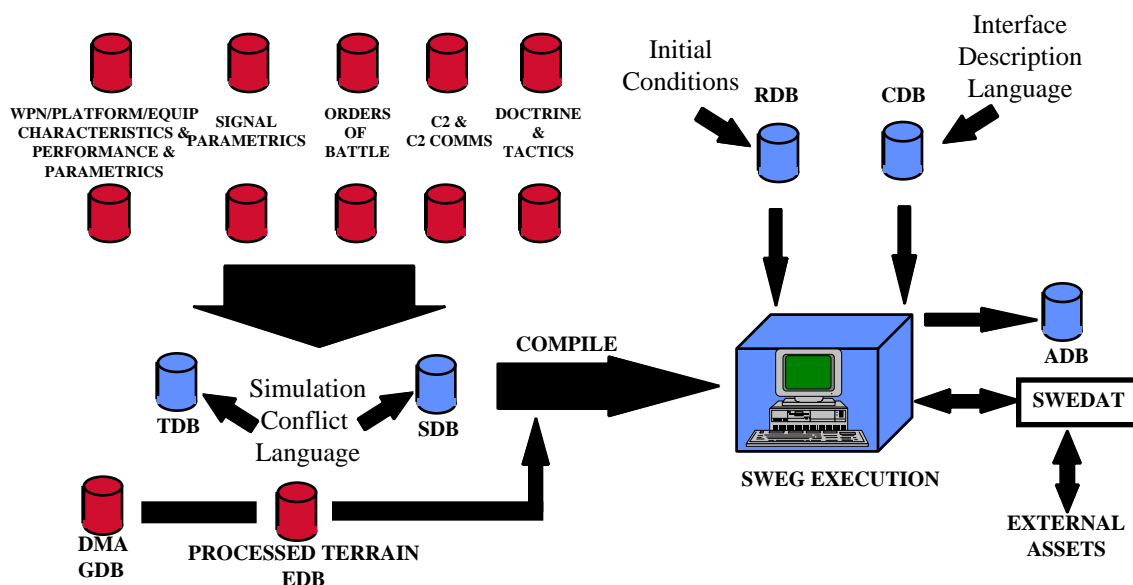 WPN/PLATFORM/EQUIP
CHARACTERISTICS &
PERFORMANCE &
PARAMETRICS
SIGNAL
PARAMETRICS
ORDERS
OF
BATTLE
C2 &
C2 COMMS
DOCTRINE
&
TACTICS
Initial
Conditions
Interface
Description
Language
RDB
CDB
TDB
Simulation
Conflict
Language
SDB
COMPILE
SWEG EXECUTION
ADB
SWEDAT
EXTERNAL
ASSETS
DMA
GDB
PROCESSED TERRAIN
EDB